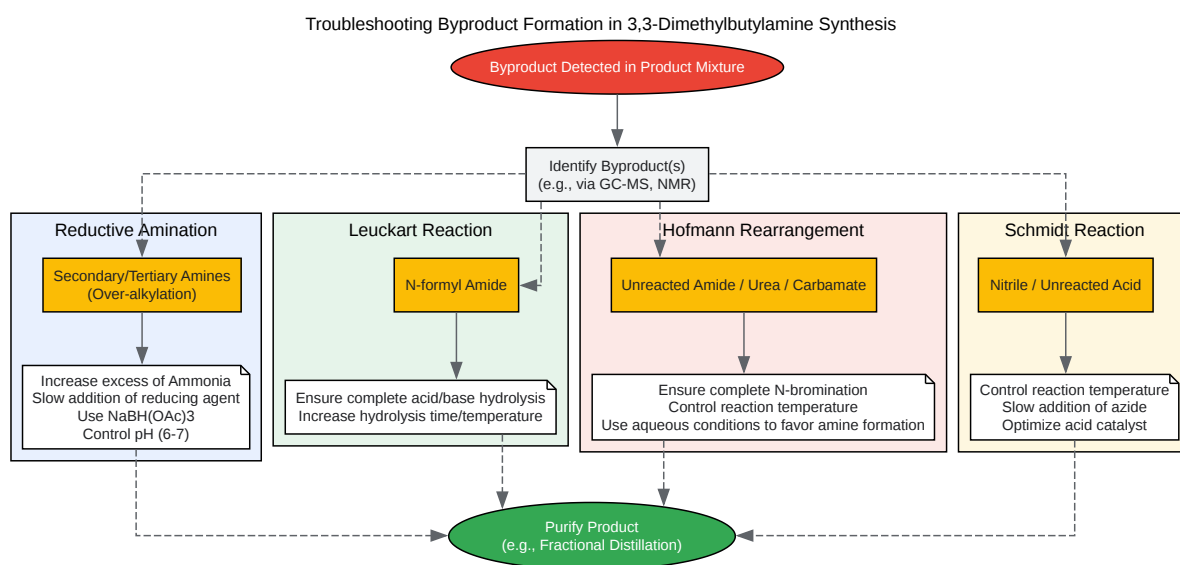 Troubleshooting Byproduct Formation in 3,3-Dimethylbutylamine Synthesis
Byproduct Detected in Product Mixture
Identify Byproduct(s)
(e.g., via GC-MS, NMR)
Reductive Amination
Secondary/Tertiary Amines
(Over-alkylation)
Increase excess of Ammonia
Slow addition of reducing agent
Use NaBH(OAc)3
Control pH (6-7)
Leuckart Reaction
N-formyl Amide
Ensure complete acid/base hydrolysis
Increase hydrolysis time/temperature
Hofmann Rearrangement
Unreacted Amide / Urea / Carbamate
Ensure complete N-bromination
Control reaction temperature
Use aqueous conditions to favor amine formation
Schmidt Reaction
Nitrile / Unreacted Acid
Control reaction temperature
Slow addition of azide
Optimize acid catalyst
Purify Product
(e.g., Fractional Distillation)